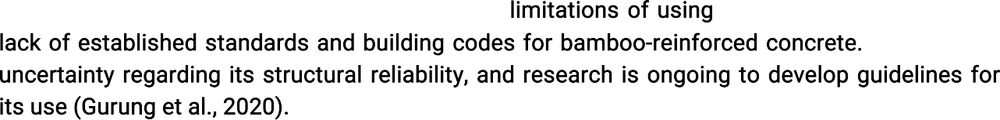 limitations of using
lack of established standards and building codes for bamboo-reinforced concrete.
uncertainty regarding its structural reliability, and research is ongoing to develop guidelines for
its use (Gurung et al., 2020).